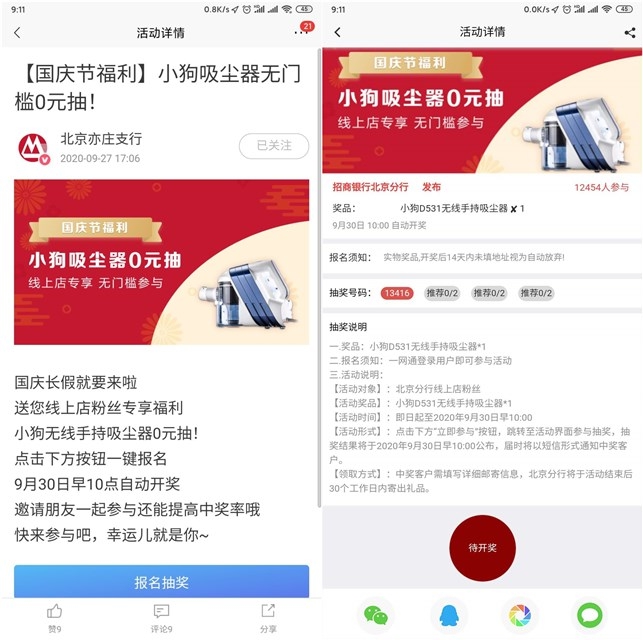 9:11
0.8K/s
45
活动详情
21
【国庆节福利】小狗吸尘器无门
槛0元抽！
北京亦庄支行
2020-09-27 17:06
已关注
国庆节福利
小狗吸尘器0元抽
线上店专享 无门槛参与
国庆长假就要来啦
送您线上店粉丝专享福利
小狗无线手持吸尘器0元抽！
点击下方按钮一键报名
9月30日早10点自动开奖
邀请朋友一起参与还能提高中奖率哦
快来参与吧，幸运儿就是你~
报名抽奖
赞9
评论9
分享
9:11
0.0K/s
45
活动详情
国庆节福利
小狗吸尘器0元抽
线上店专享 无门槛参与
招商银行北京分行 发布
12454人参与
奖品： 小狗D531无线手持吸尘器 ✘ 1
9月30日 10:00 自动开奖
报名须知： 实物奖品,开奖后14天内未填地址视为自动放弃!
抽奖号码： 13416 推荐0/2 推荐0/2 推荐0/2
抽奖说明
一.奖品：小狗D531无线手持吸尘器*1
二.报名须知：一网通登录用户即可参与活动
三.活动说明：
【活动对象】：北京分行线上店粉丝
【活动奖品】：小狗D531无线手持吸尘器*1
【活动时间】：即日起至2020年9月30日早10:00
【活动形式】：点击下方“立即参与”按钮，跳转至活动界面参与抽奖，抽
奖结果将于2020年9月30日早10:00公布，届时将以短信形式通知中奖客
户。
【领取方式】：中奖客户需填写详细邮寄信息，北京分行将于活动结束后
30个工作日内寄出礼品。
待开奖